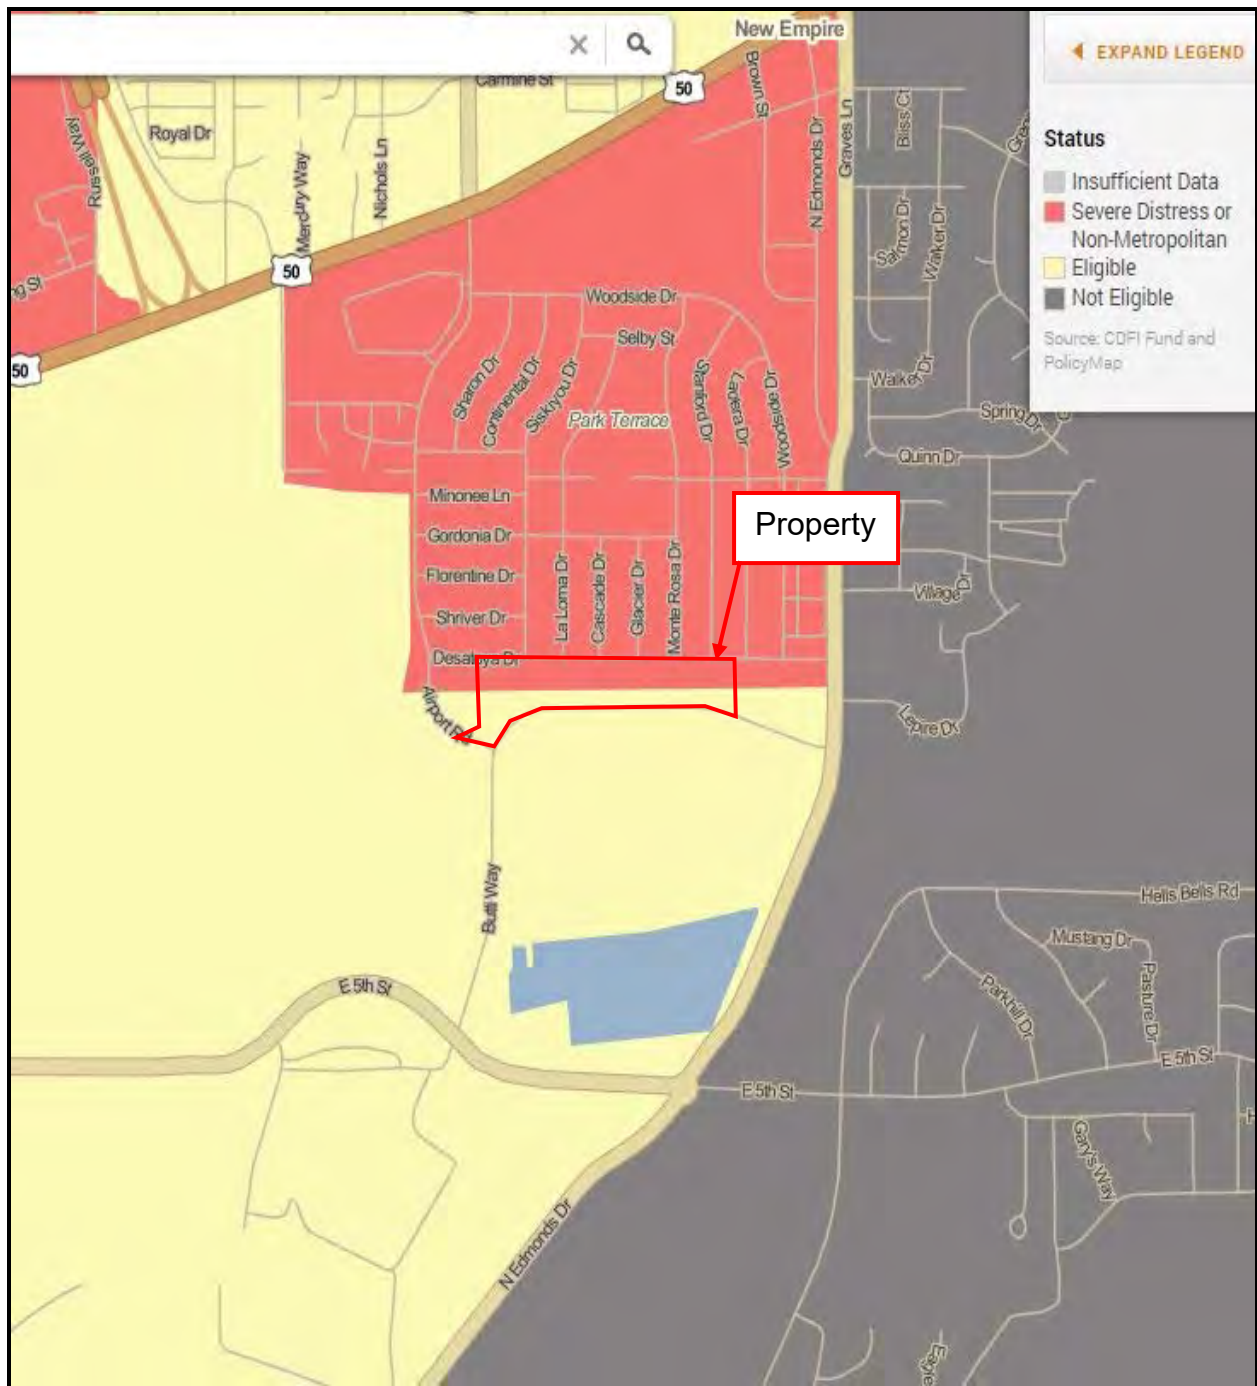 New Empire
EXPAND LEGEND
Status
Insufficient Data
Severe Distress or
Non-Metropolitan
Eligible
Not Eligible
Source: CDFI Fund and
PolicyMap
Carmine St
50
Royal Dr
Russell Way
Mercury Way
Nichols Ln
Brown St
N Edmonds Dr
Graves Ln
Bliss Ct
50
Salmon Dr
Walker Dr
50
Woodside Dr
Selby St
Sharon Dr
Continental Dr
Siskiyou Dr
Park Terrace
Stanford Dr
Ladera Dr
Woodside Dr
Walker Dr
Spring Dr
Quinn Dr
Minonee Ln
Property
Gordonia Dr
Florentine Dr
La Loma Dr
Cascade Dr
Glacier Dr
Monte Rosa Dr
Village Dr
Shriver Dr
Desatoya Dr
Airport Rd
Lepire Dr
Butti Way
Hells Bells Rd
Mustang Dr
Pasture Dr
Parkhill Dr
E 5th St
E 5th St
E 5th St
Gary's Way
N Edmonds Dr
Eagle